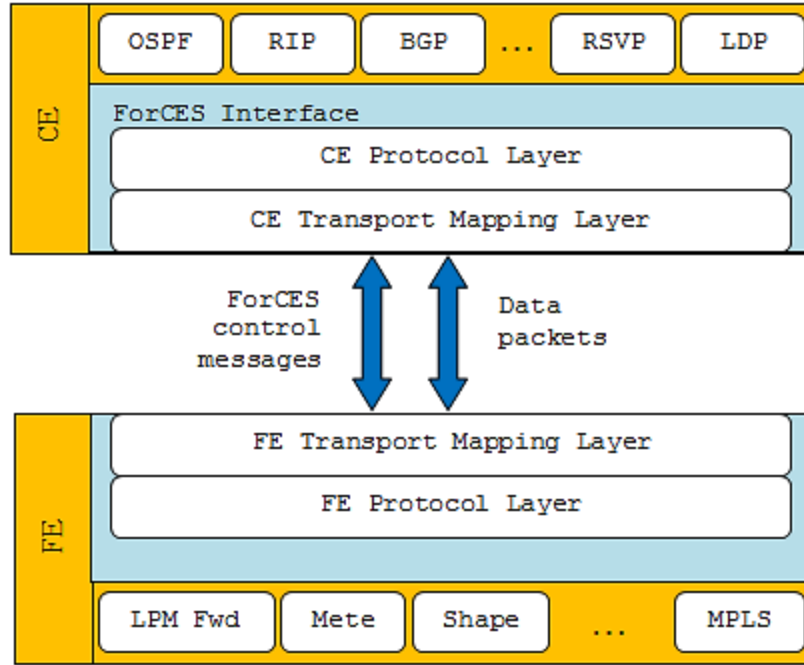 CE
OSPF RIP BGP ... RSVP LDP
ForCES Interface
CE Protocol Layer
CE Transport Mapping Layer
ForCES
control
messages
Data
packets
FE
FE Transport Mapping Layer
FE Protocol Layer
LPM Fwd Mete Shape ... MPLS